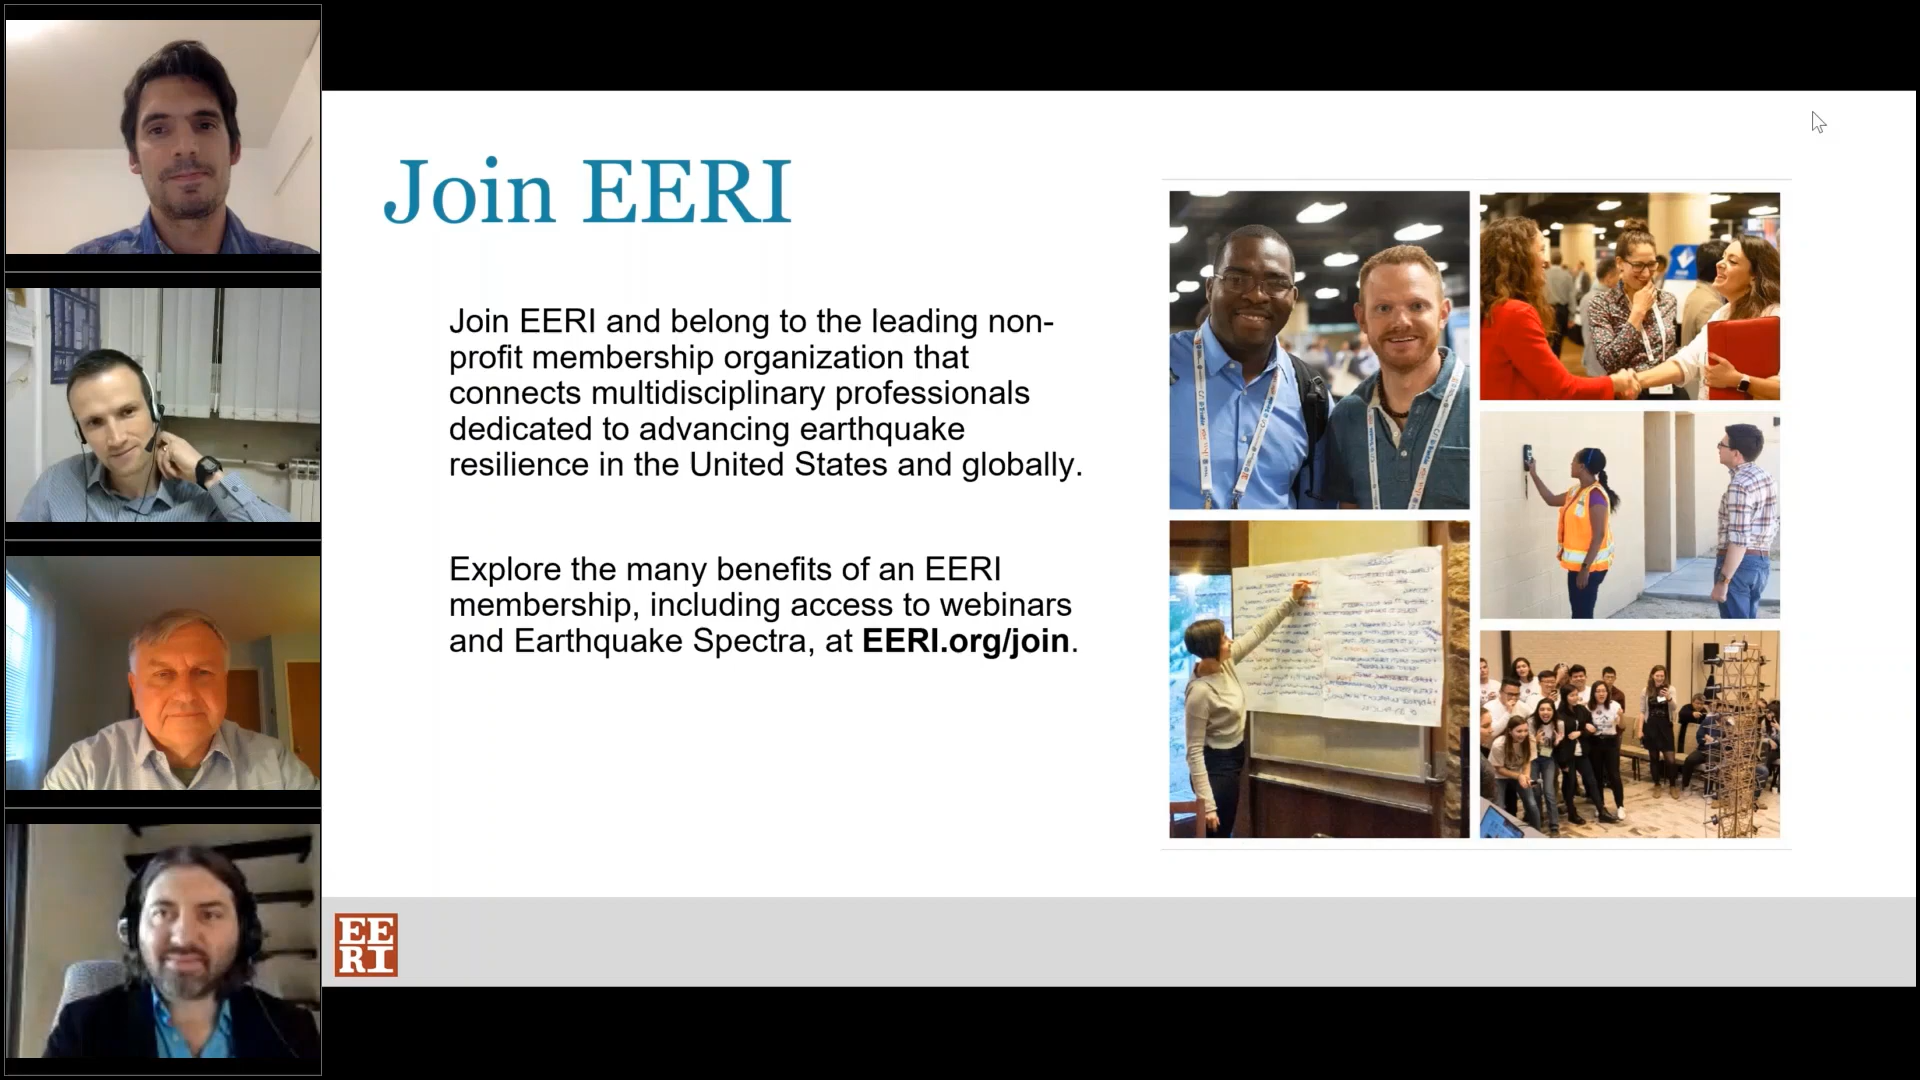 Join EERI
Join EERI and belong to the leading non-
profit membership organization that
connects multidisciplinary professionals
dedicated to advancing earthquake
resilience in the United States and globally.
Explore the many benefits of an EERI
membership, including access to webinars
and Earthquake Spectra, at EERI.org/join.
EE
RI